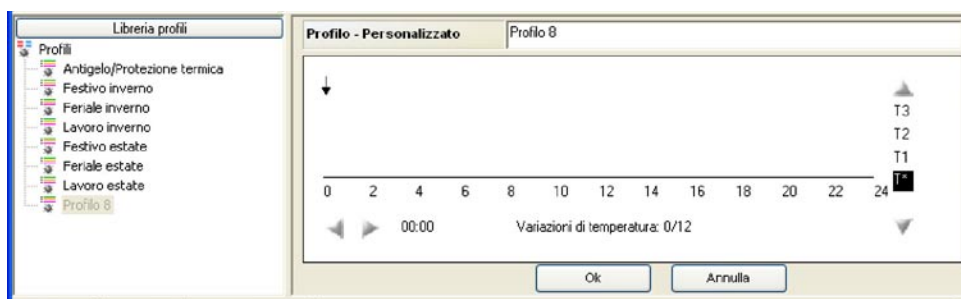 Libreria profili
Profili
Antigelo/Protezione termica
Festivo inverno
Feriale inverno
Lavoro inverno
Festivo estate
Feriale estate
Lavoro estate
Profilo 8
Profilo - Personalizzato
Profilo 8
T3
T2
T1
T*
0 2 4 6 8 10 12 14 16 18 20 22 24
00:00 Variazioni di temperatura: 0/12
Ok Annulla